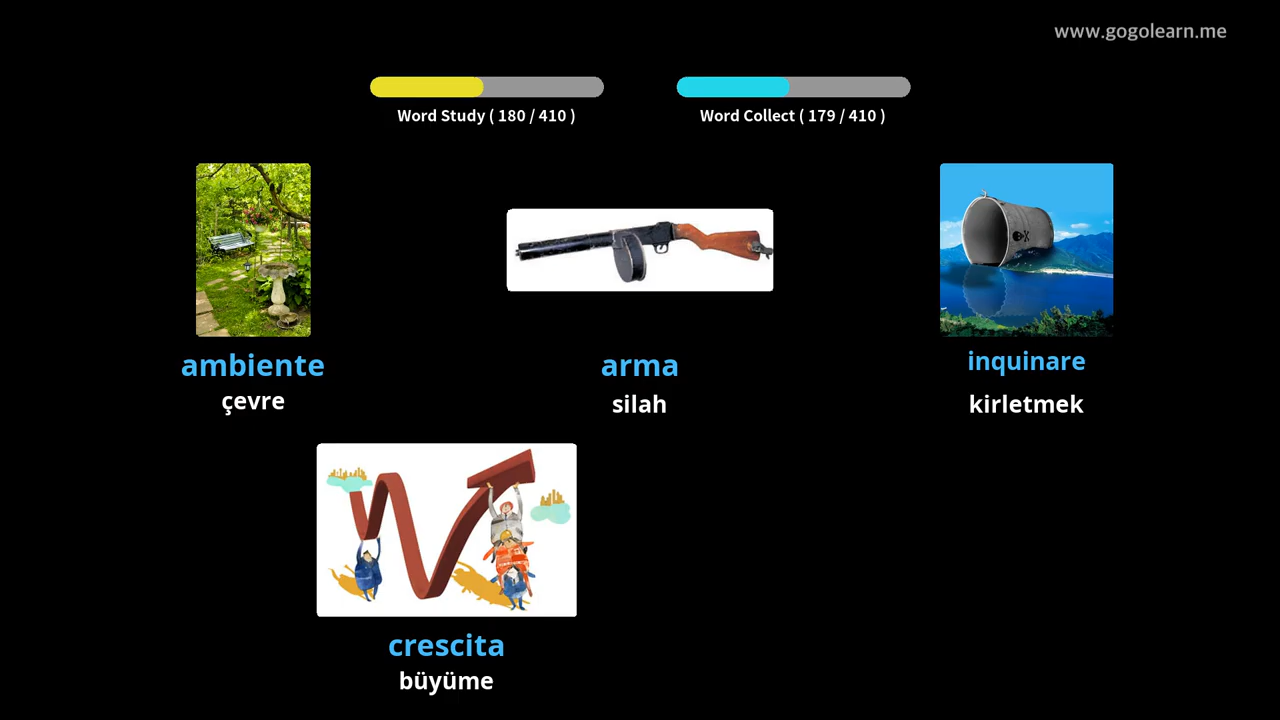 www.gogolearn.me
Word Study ( 180 / 410 )
Word Collect ( 179 / 410 )
ambiente
çevre
arma
silah
inquinare
kirletmek
crescita
büyüme